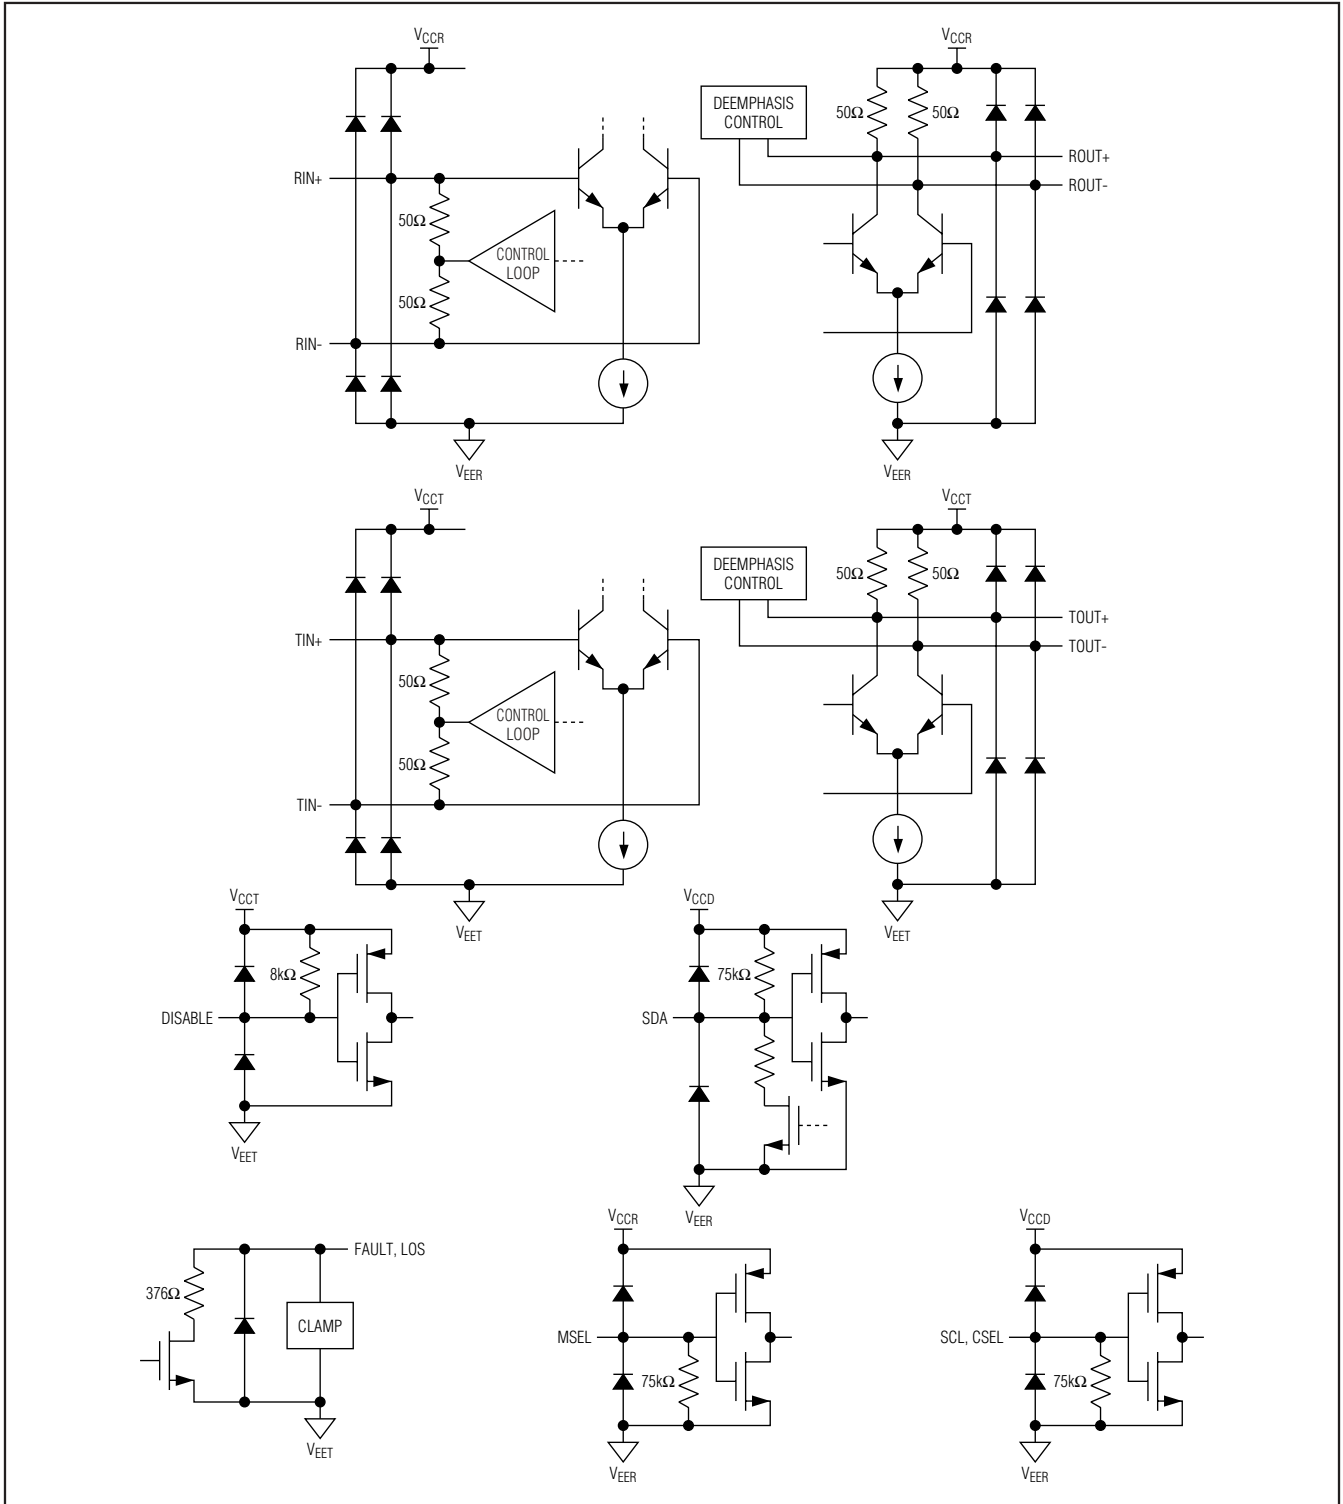 VCCR
VCCR
DEEMPHASIS
CONTROL
50Ω
50Ω
ROUT+
ROUT-
RIN+
50Ω
CONTROL
LOOP
50Ω
RIN-
VEER
VEER
VCCT
VCCT
DEEMPHASIS
CONTROL
50Ω
50Ω
TOUT+
TOUT-
TIN+
50Ω
CONTROL
LOOP
50Ω
TIN-
VEET
VEET
VCCT
8kΩ
DISABLE
VEET
VCCD
75kΩ
SDA
VEER
FAULT, LOS
376Ω
CLAMP
VEET
VCCR
MSEL
75kΩ
VEER
VCCD
SCL, CSEL
75kΩ
VEER